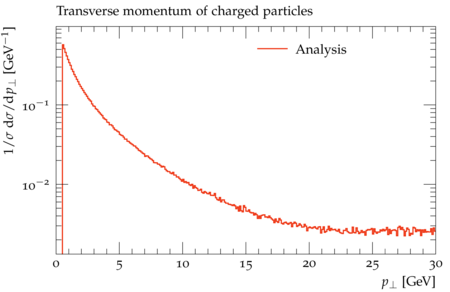 Transverse momentum of charged particles
1/σ dσ/dp⊥ [GeV⁻¹]
Analysis
10⁻¹
10⁻²
0 5 10 15 20 25 30
p⊥ [GeV]